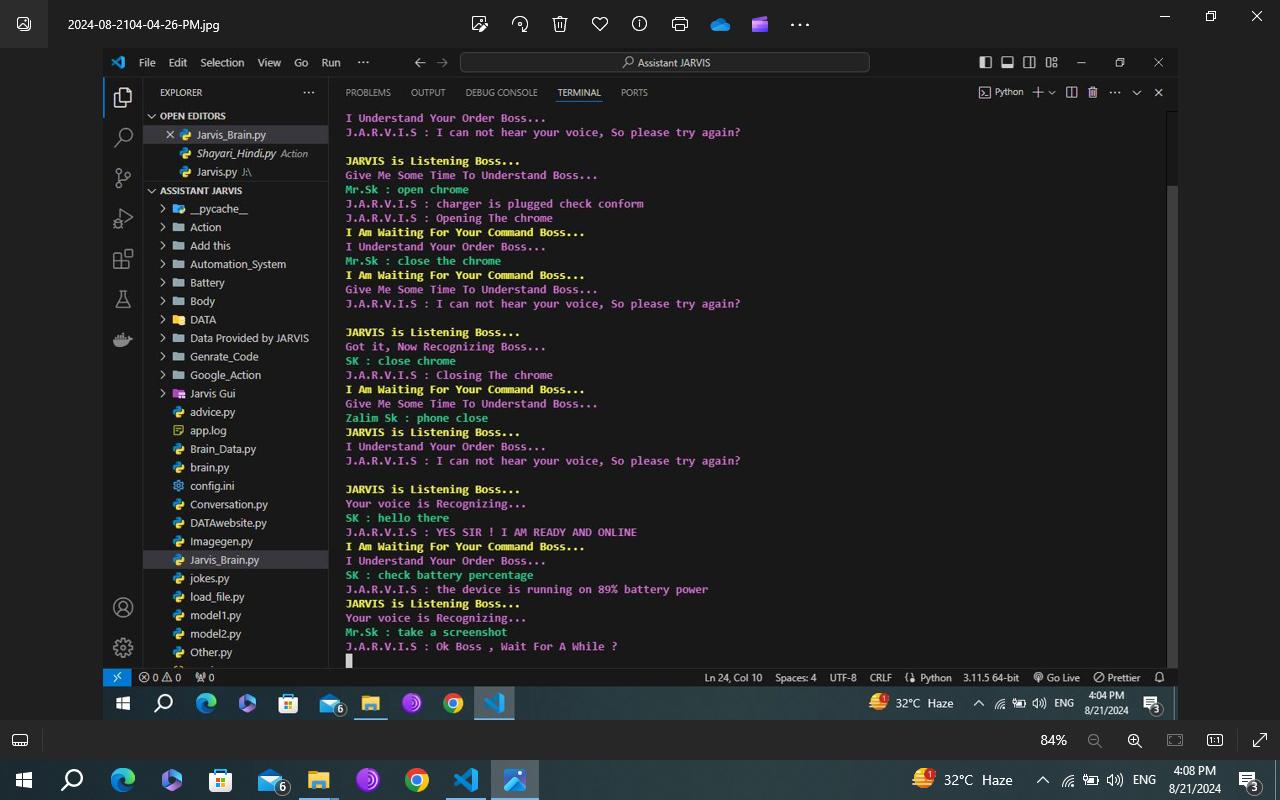 2024-08-2104-04-26-PM.jpg
File Edit Selection View Go Run ··· Assistant JARVIS
EXPLORER ···
PROBLEMS OUTPUT DEBUG CONSOLE TERMINAL PORTS
Python
OPEN EDITORS
Jarvis_Brain.py
Shayari_Hindi.py Action
Jarvis.py J:\
ASSISTANT JARVIS
__pycache__
Action
Add this
Automation_System
Battery
Body
DATA
Data Provided by JARVIS
Genrate_Code
Google_Action
Jarvis Gui
advice.py
app.log
Brain_Data.py
brain.py
config.ini
Conversation.py
DATAwebsite.py
Imagegen.py
Jarvis_Brain.py
jokes.py
load_file.py
model1.py
model2.py
Other.py
I Understand Your Order Boss...
J.A.R.V.I.S : I can not hear your voice, So please try again?
JARVIS is Listening Boss...
Give Me Some Time To Understand Boss...
Mr.Sk : open chrome
J.A.R.V.I.S : charger is plugged check conform
J.A.R.V.I.S : Opening The chrome
I Am Waiting For Your Command Boss...
I Understand Your Order Boss...
Mr.Sk : close the chrome
I Am Waiting For Your Command Boss...
Give Me Some Time To Understand Boss...
J.A.R.V.I.S : I can not hear your voice, So please try again?
JARVIS is Listening Boss...
Got it, Now Recognizing Boss...
SK : close chrome
J.A.R.V.I.S : Closing The chrome
I Am Waiting For Your Command Boss...
Give Me Some Time To Understand Boss...
Zalim Sk : phone close
JARVIS is Listening Boss...
I Understand Your Order Boss...
J.A.R.V.I.S : I can not hear your voice, So please try again?
JARVIS is Listening Boss...
Your voice is Recognizing...
SK : hello there
J.A.R.V.I.S : YES SIR ! I AM READY AND ONLINE
I Am Waiting For Your Command Boss...
I Understand Your Order Boss...
SK : check battery percentage
J.A.R.V.I.S : the device is running on 89% battery power
JARVIS is Listening Boss...
Your voice is Recognizing...
Mr.Sk : take a screenshot
J.A.R.V.I.S : Ok Boss , Wait For A While ?
0 0 0 Ln 24, Col 10 Spaces: 4 UTF-8 CRLF Python 3.11.5 64-bit Go Live Prettier
6 1 32°C Haze ENG 4:04 PM
8/21/2024 3
84% 1:1
6 1 32°C Haze ENG 4:08 PM
8/21/2024 3